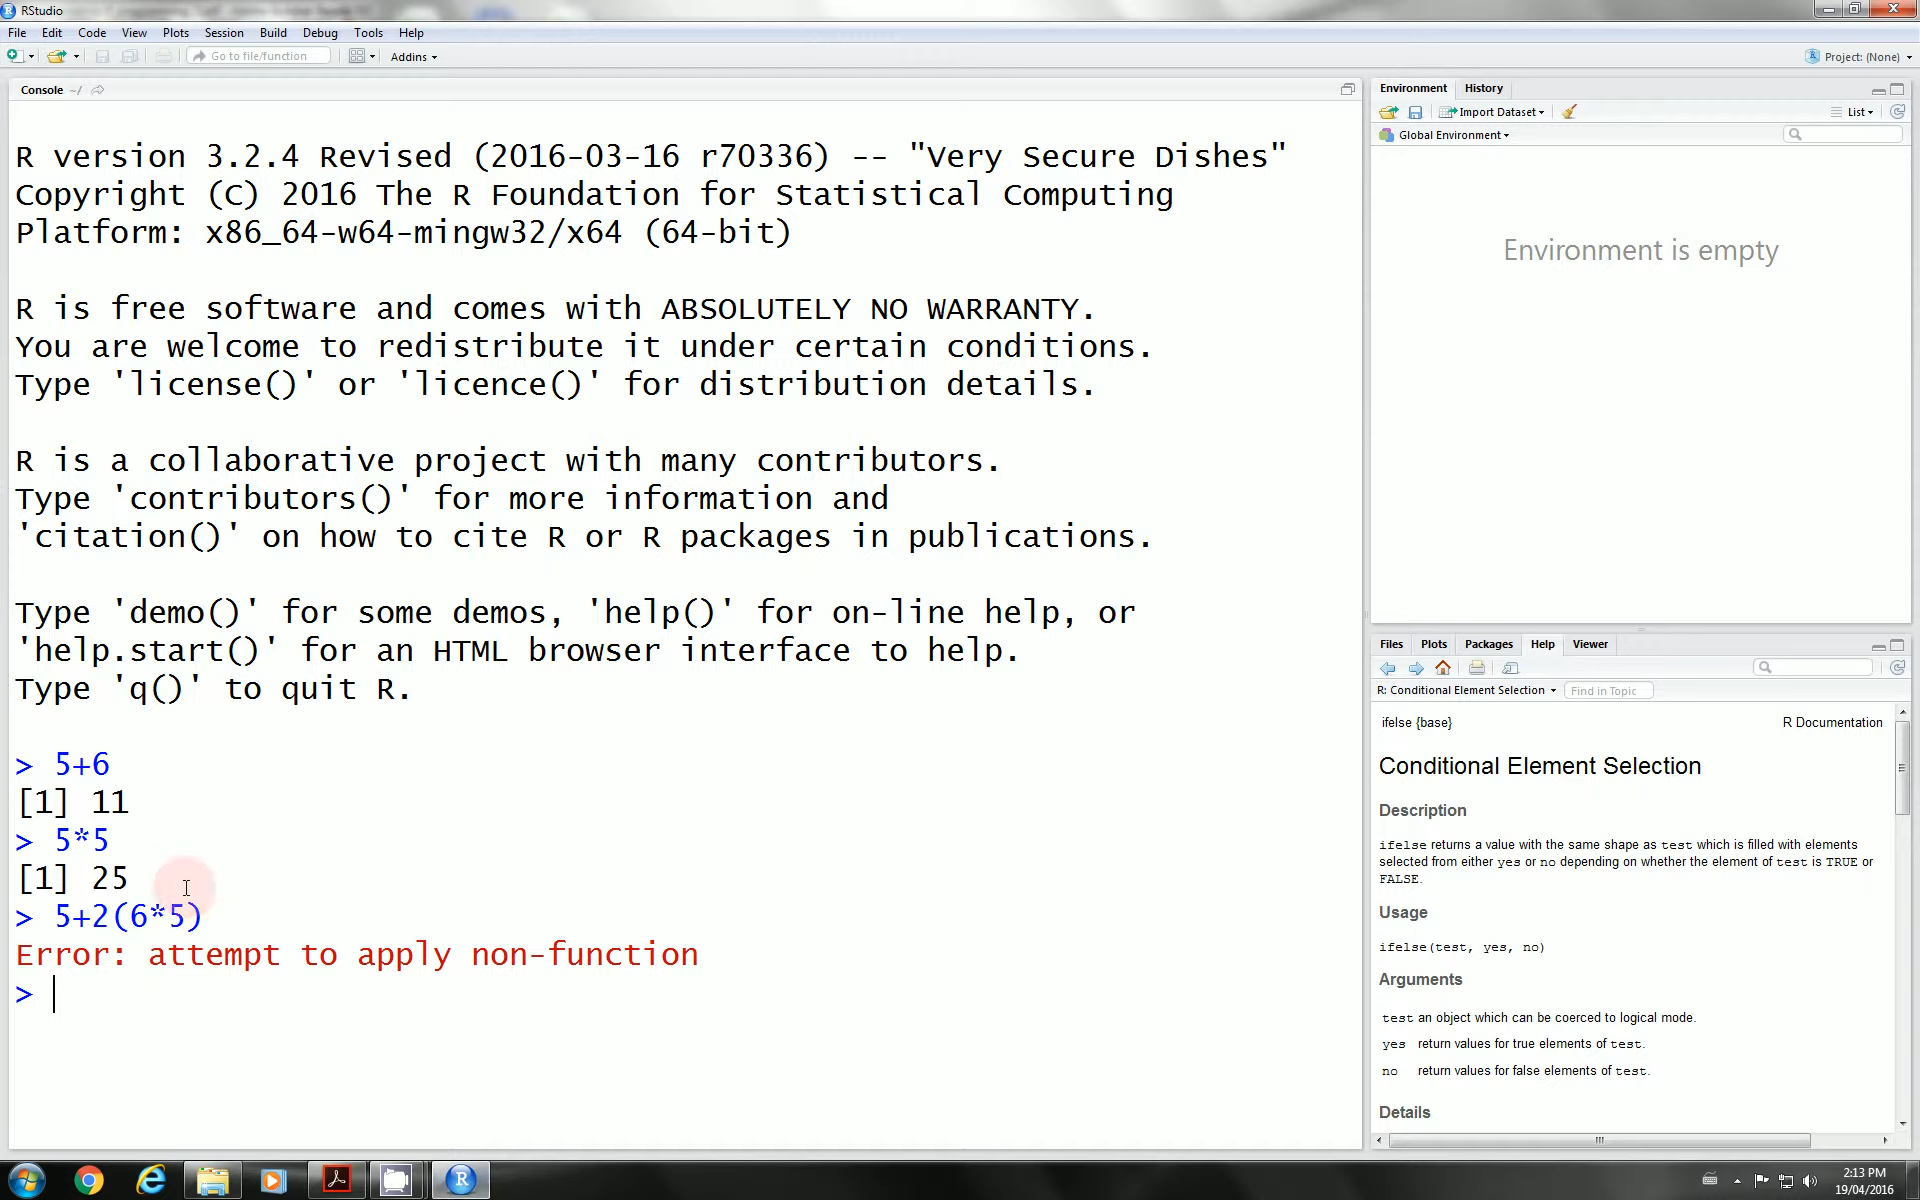 RStudio
File Edit Code View Plots Session Build Debug Tools Help
Go to file/function Addins Project: (None)
Console ~/
R version 3.2.4 Revised (2016-03-16 r70336) -- "Very Secure Dishes"
Copyright (C) 2016 The R Foundation for Statistical Computing
Platform: x86_64-w64-mingw32/x64 (64-bit)
R is free software and comes with ABSOLUTELY NO WARRANTY.
You are welcome to redistribute it under certain conditions.
Type 'license()' or 'licence()' for distribution details.
R is a collaborative project with many contributors.
Type 'contributors()' for more information and
'citation()' on how to cite R or R packages in publications.
Type 'demo()' for some demos, 'help()' for on-line help, or
'help.start()' for an HTML browser interface to help.
Type 'q()' to quit R.
> 5+6
[1] 11
> 5*5
[1] 25
> 5+2(6*5)
Error: attempt to apply non-function
>
Environment History
Import Dataset List
Global Environment
Environment is empty
Files Plots Packages Help Viewer
R: Conditional Element Selection Find in Topic
ifelse {base} R Documentation
Conditional Element Selection
Description
ifelse returns a value with the same shape as test which is filled with elements
selected from either yes or no depending on whether the element of test is TRUE or
FALSE.
Usage
ifelse(test, yes, no)
Arguments
test an object which can be coerced to logical mode.
yes return values for true elements of test.
no return values for false elements of test.
Details
2:13 PM
19/04/2016